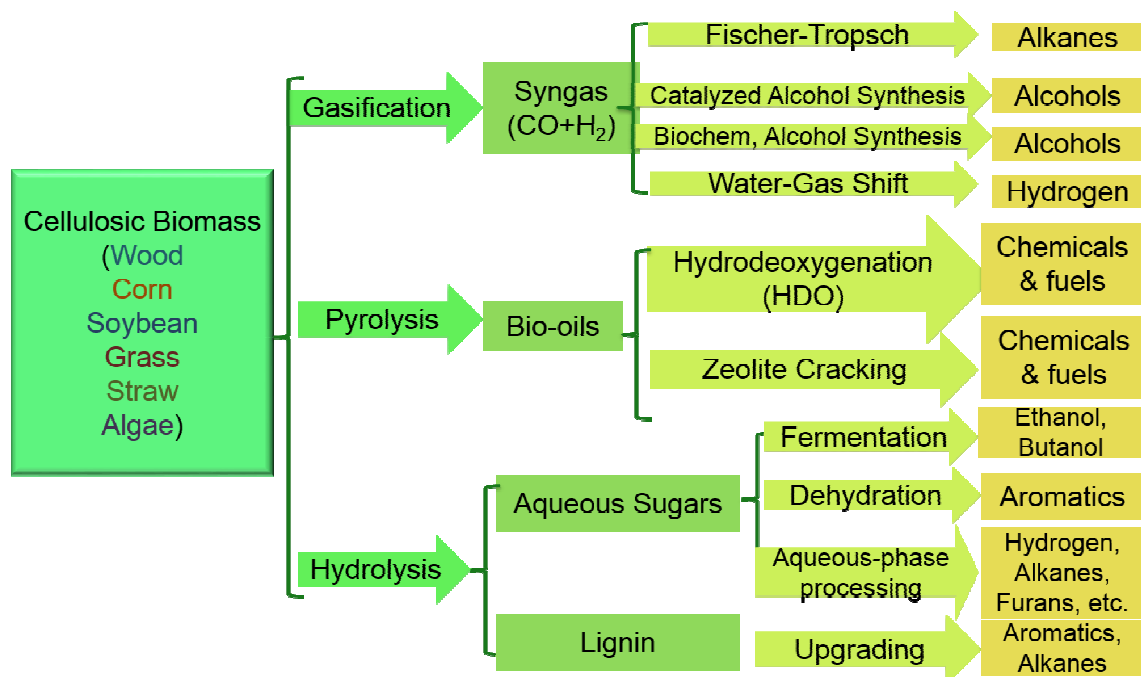 Cellulosic Biomass
(Wood
Corn
Soybean
Grass
Straw
Algae)
Gasification
Syngas
(CO+H₂)
Fischer-Tropsch
Alkanes
Catalyzed Alcohol Synthesis
Alcohols
Biochem, Alcohol Synthesis
Alcohols
Water-Gas Shift
Hydrogen
Pyrolysis
Bio-oils
Hydrodeoxygenation
(HDO)
Chemicals
& fuels
Zeolite Cracking
Chemicals
& fuels
Hydrolysis
Aqueous Sugars
Fermentation
Ethanol,
Butanol
Dehydration
Aromatics
Aqueous-phase
processing
Hydrogen,
Alkanes,
Furans, etc.
Lignin
Upgrading
Aromatics,
Alkanes